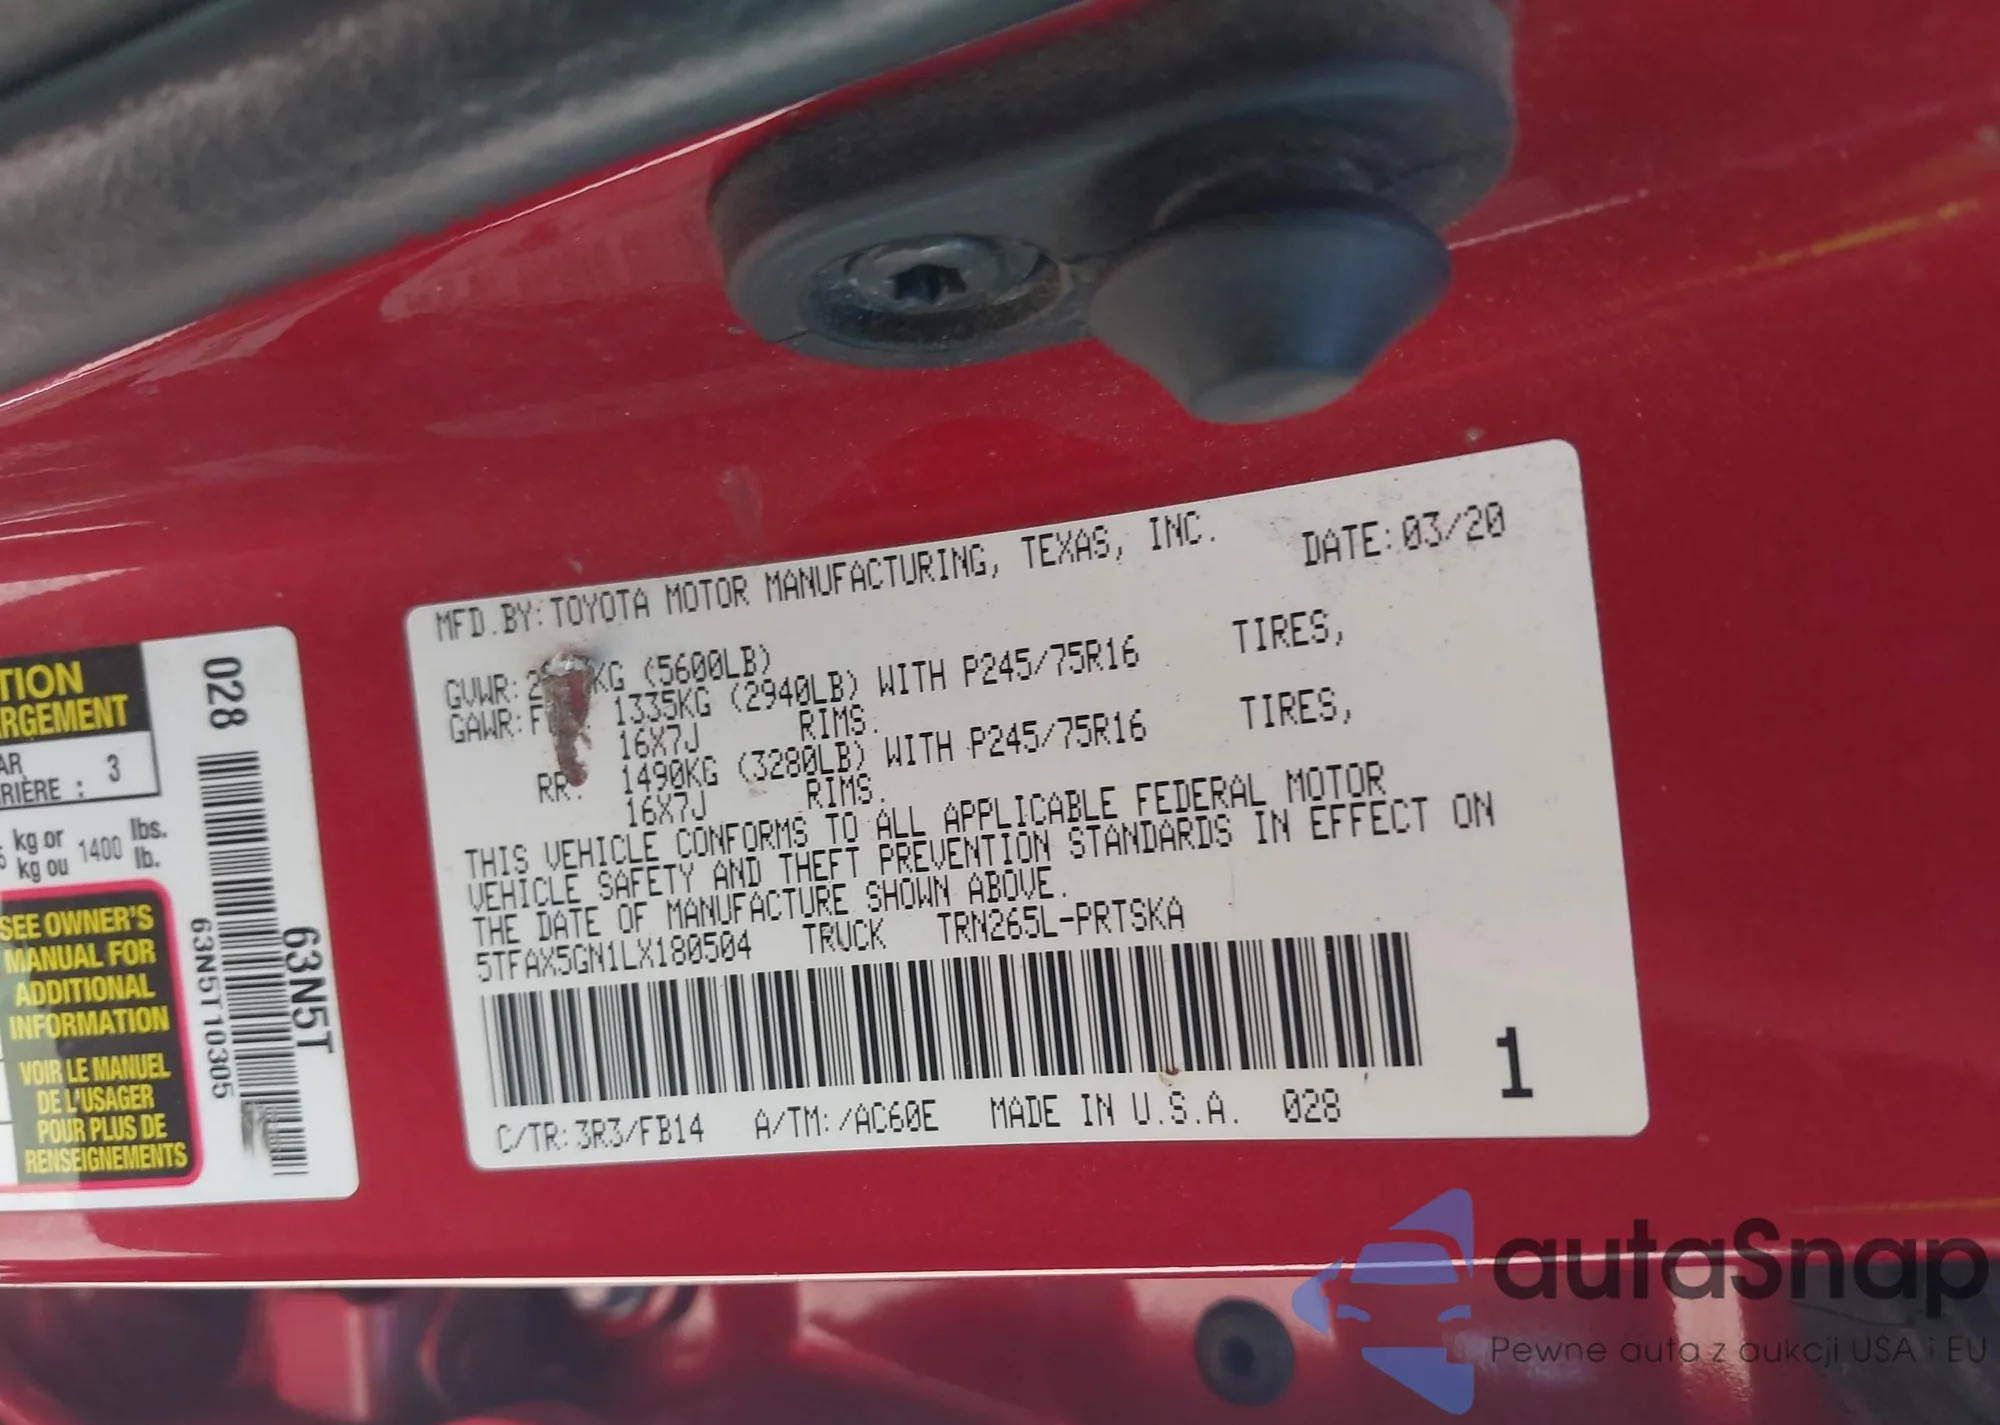 TION
RGEMENT
AR
RIÈRE : 3
kg or
kg ou
1400
lbs.
lb.
SEE OWNER'S
MANUAL FOR
ADDITIONAL
INFORMATION
VOIR LE MANUEL
DE L'USAGER
POUR PLUS DE
RENSEIGNEMENTS
028
63N5T10305
63N5T
MFD.BY:TOYOTA MOTOR MANUFACTURING, TEXAS, INC. DATE:03/20
GVWR: KG (5600LB)
GAWR: 1335KG (2940LB) WITH P245/75R16 TIRES,
16X7J RIMS.
RR: 1490KG (3280LB) WITH P245/75R16 TIRES,
16X7J RIMS.
THIS VEHICLE CONFORMS TO ALL APPLICABLE FEDERAL MOTOR
VEHICLE SAFETY AND THEFT PREVENTION STANDARDS IN EFFECT ON
THE DATE OF MANUFACTURE SHOWN ABOVE.
5TFAX5GN1LX180504 TRUCK TRN265L-PRTSKA
C/TR:3R3/FB14 A/TM:/AC60E MADE IN U.S.A. 028
1
autaSnap
Pewne auta z aukcji USA i EU